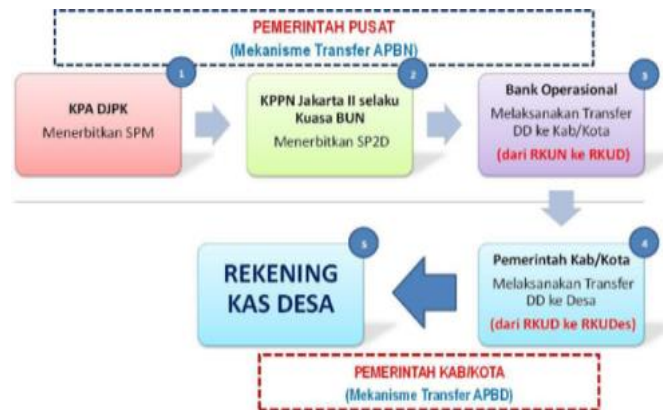 PEMERINTAH PUSAT
(Mekanisme Transfer APBN)
1
KPA DJPK
Menerbitkan SPM
2
KPPN Jakarta II selaku
Kuasa BUN
Menerbitkan SP2D
3
Bank Operasional
Melaksanakan Transfer
DD ke Kab/Kota
(dari RKUN ke RKUD)
4
Pemerintah Kab/Kota
Melaksanakan Transfer
DD ke Desa
(dari RKUD ke RKUDes)
5
REKENING
KAS DESA
PEMERINTAH KAB/KOTA
(Mekanisme Transfer APBD)